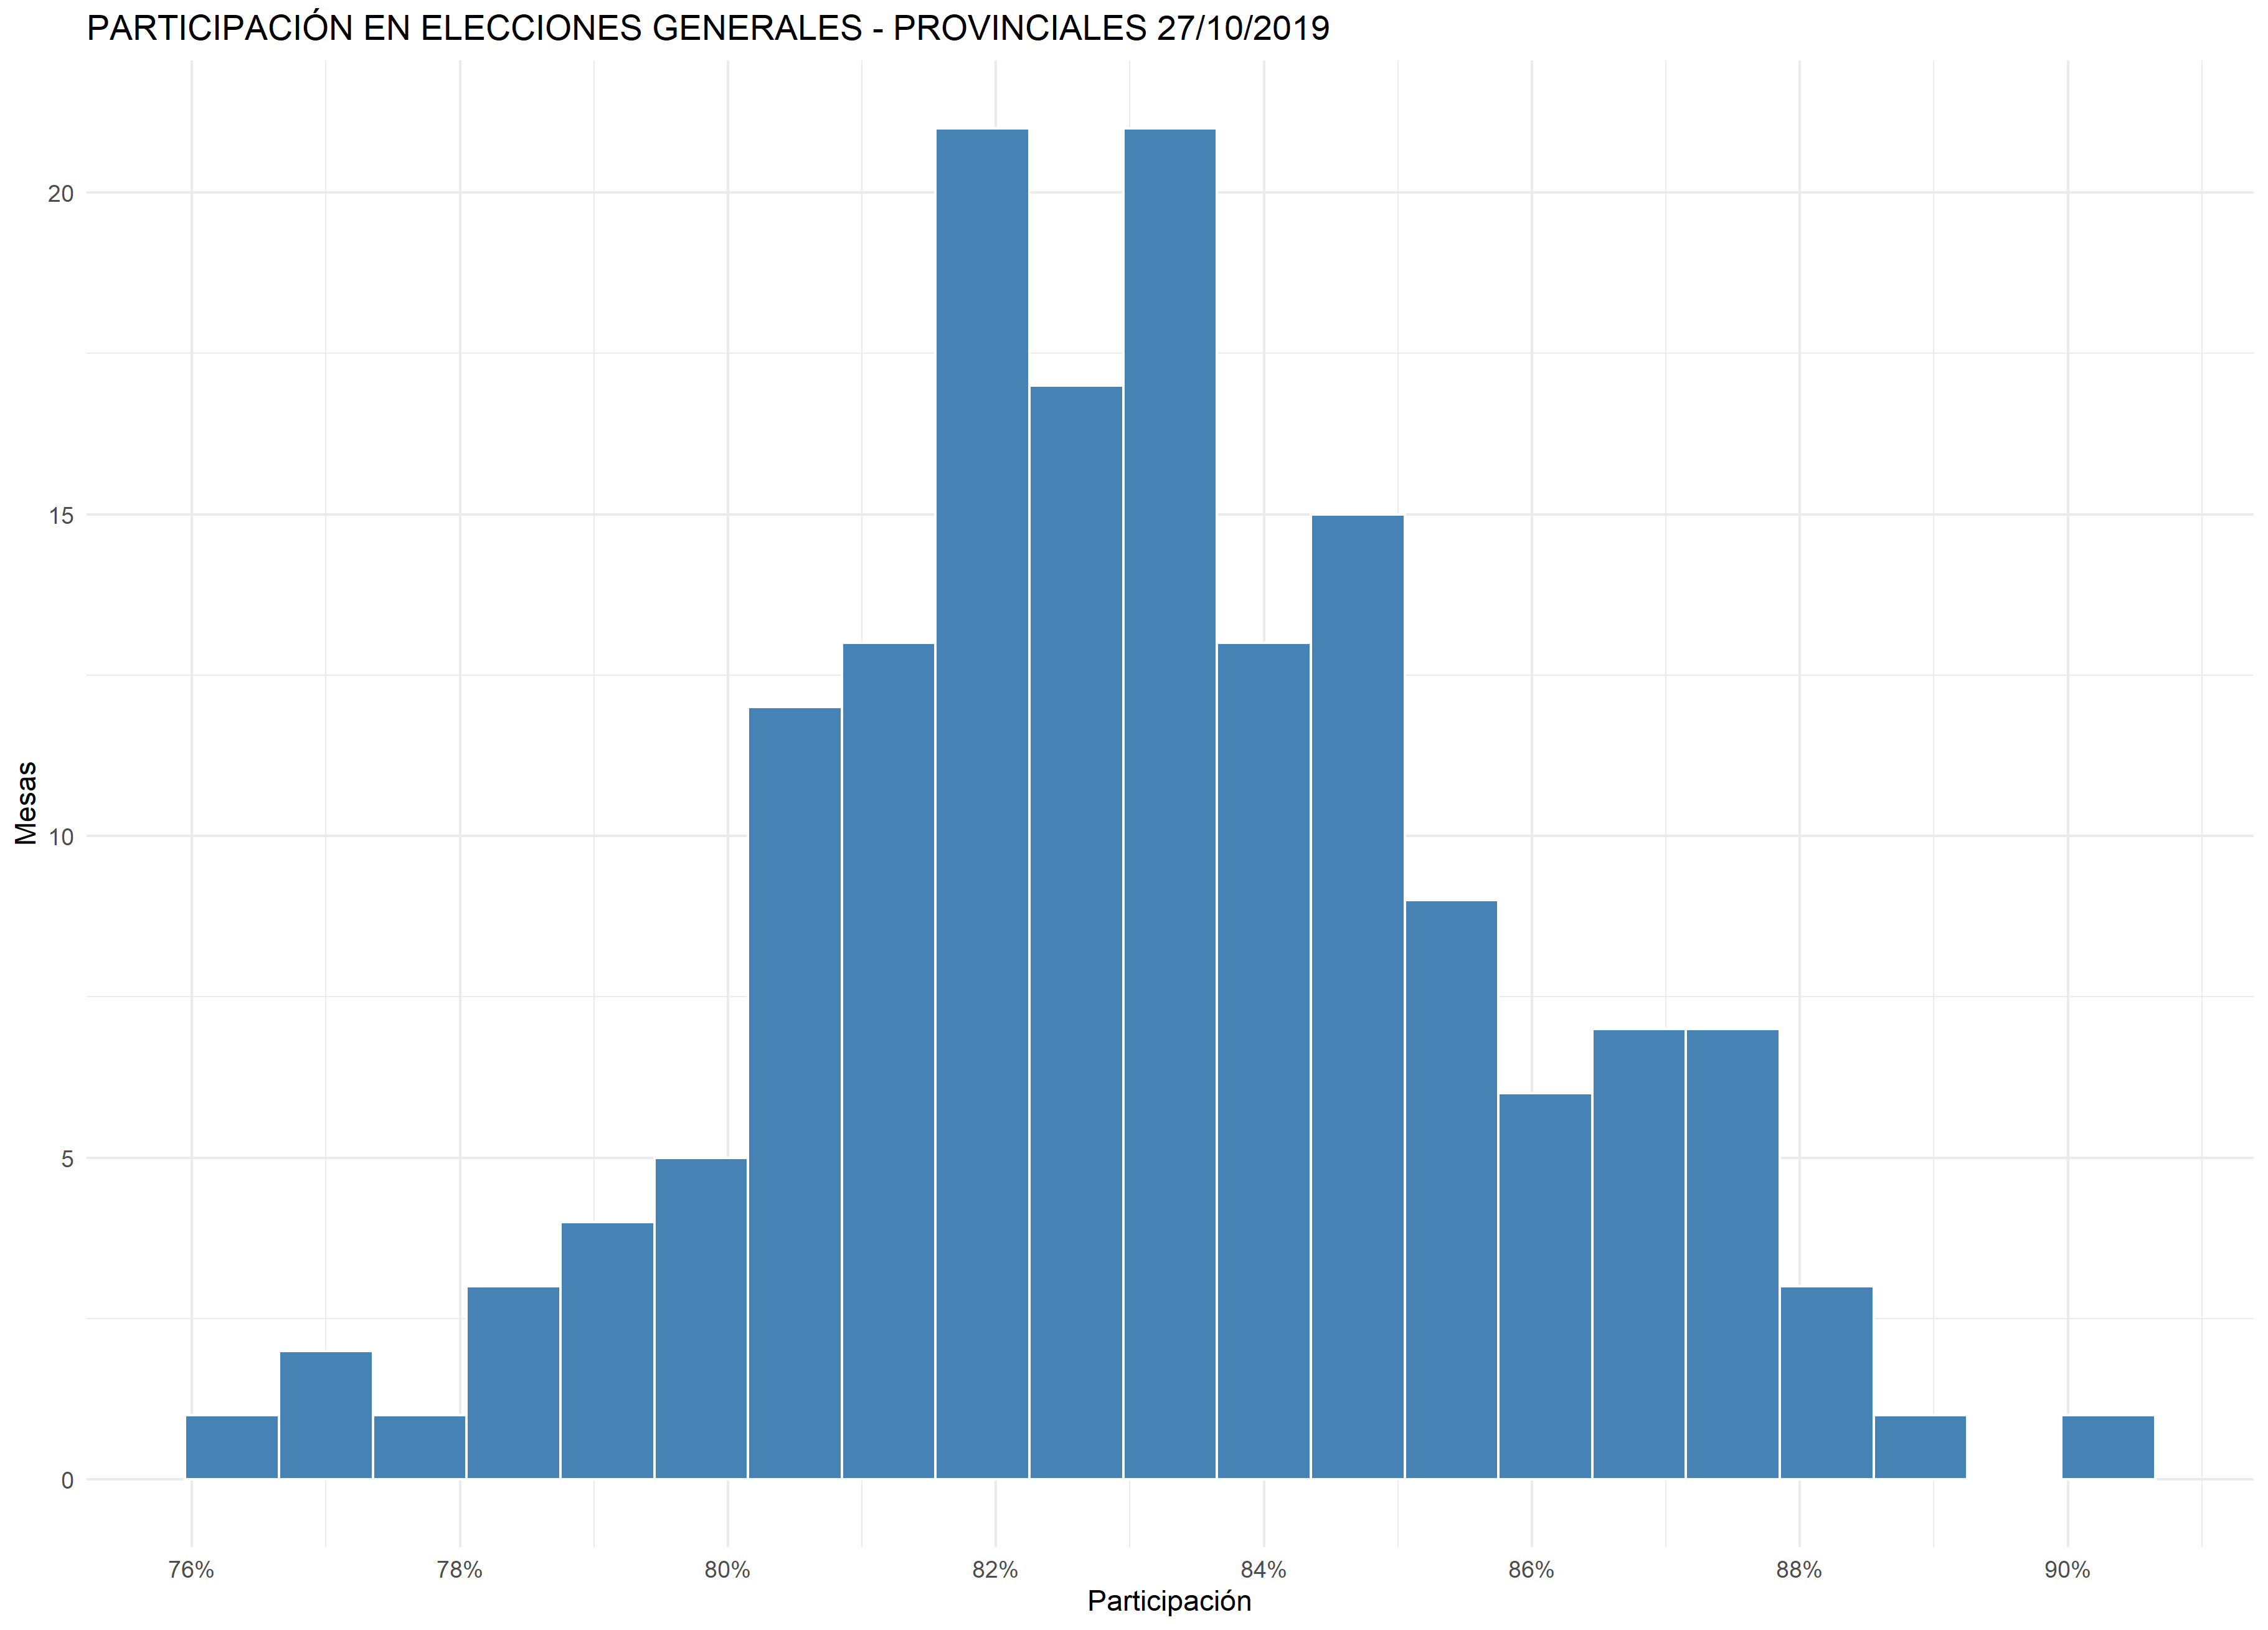 PARTICIPACIÓN EN ELECCIONES GENERALES - PROVINCIALES 27/10/2019
20
15
Mesas
10
5
0
76% 78% 80% 82% 84% 86% 88% 90%
Participación